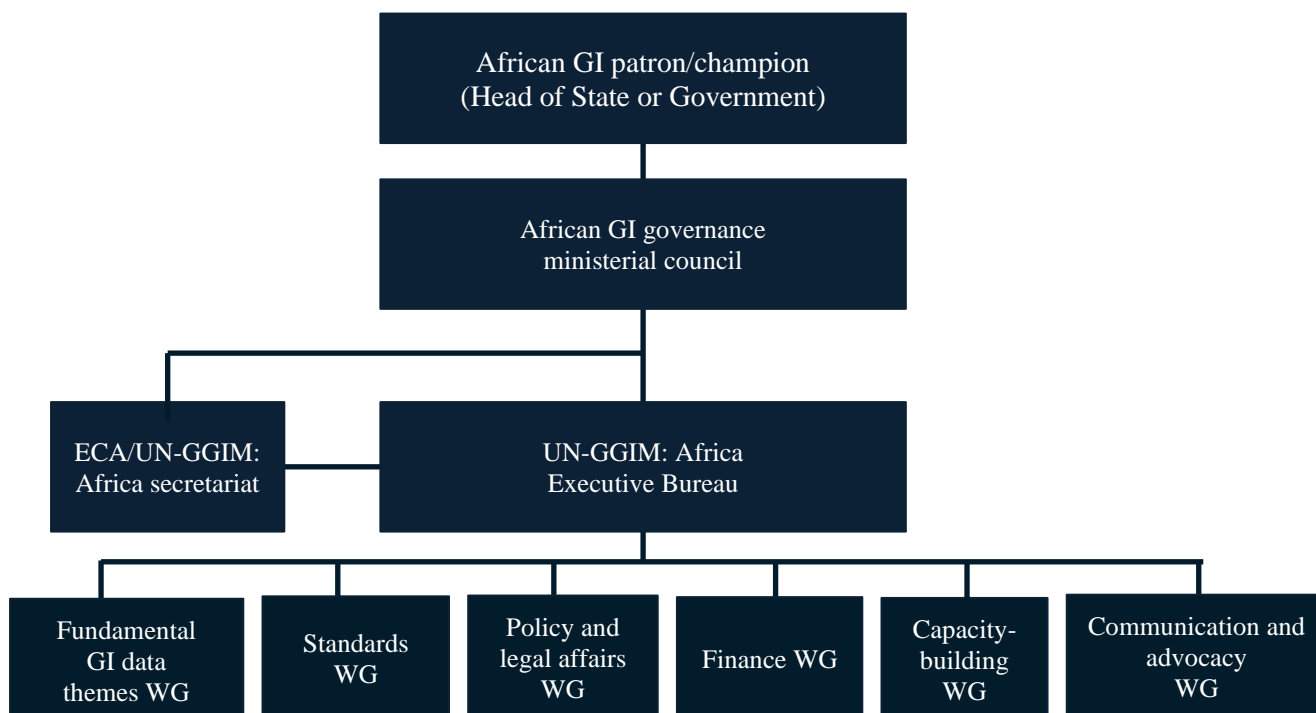 African GI patron/champion
(Head of State or Government)
African GI governance
ministerial council
ECA/UN-GGIM:
Africa secretariat
UN-GGIM: Africa
Executive Bureau
Fundamental
GI data
themes WG
Standards
WG
Policy and
legal affairs
WG
Finance WG
Capacity-
building
WG
Communication and
advocacy
WG